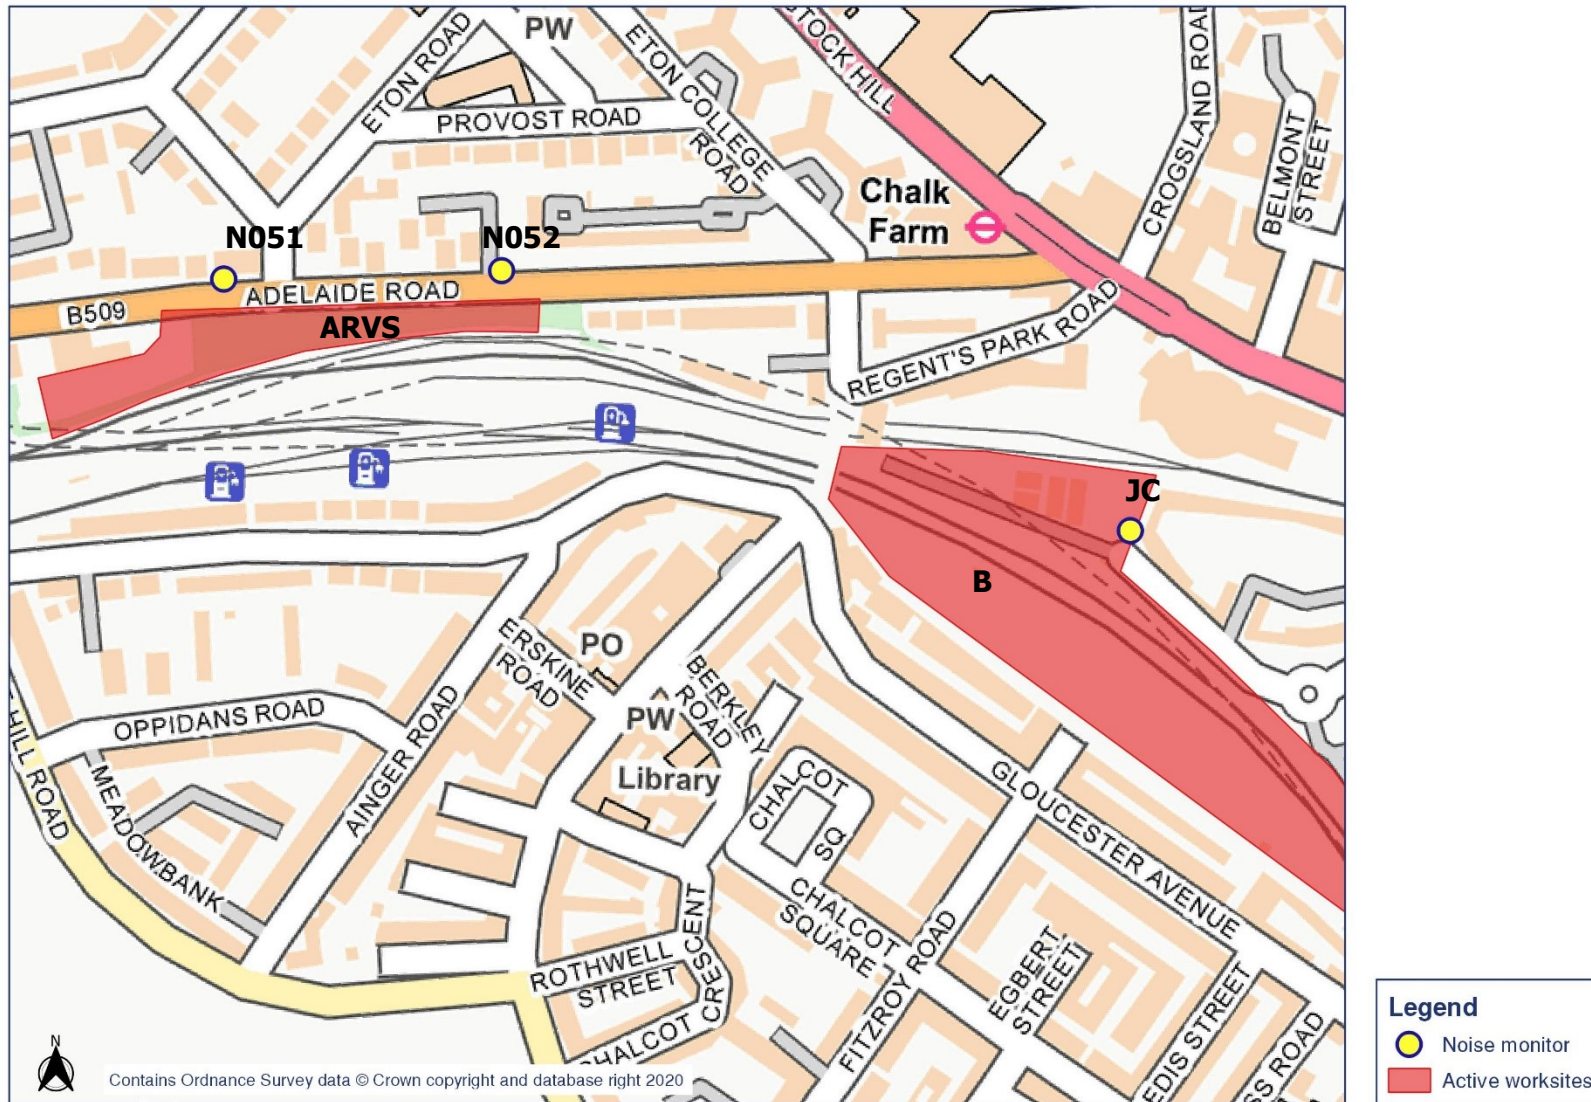 PW
ETON ROAD
PROVOST ROAD
ETON COLLEGE
ROAD
STOCK HILL
CROGSLAND ROAD
BELMONT
STREET
Chalk
Farm
N051
N052
B509
ADELAIDE ROAD
ARVS
REGENT'S PARK ROAD
JC
B
ERSKINE
ROAD
PO
BERKLEY
ROAD
PW
Library
OPPIDANS ROAD
AINGER ROAD
HILL ROAD
MEADOWBANK
CHALCOT
SQ
GLOUCESTER AVENUE
CHALCOT
SQUARE
FITZROY ROAD
EGBERT
STREET
ROTHWELL
STREET
CHALCOT CRESCENT
EDIS STREET
SS ROAD
N
Contains Ordnance Survey data © Crown copyright and database right 2020
Legend
Noise monitor
Active worksites